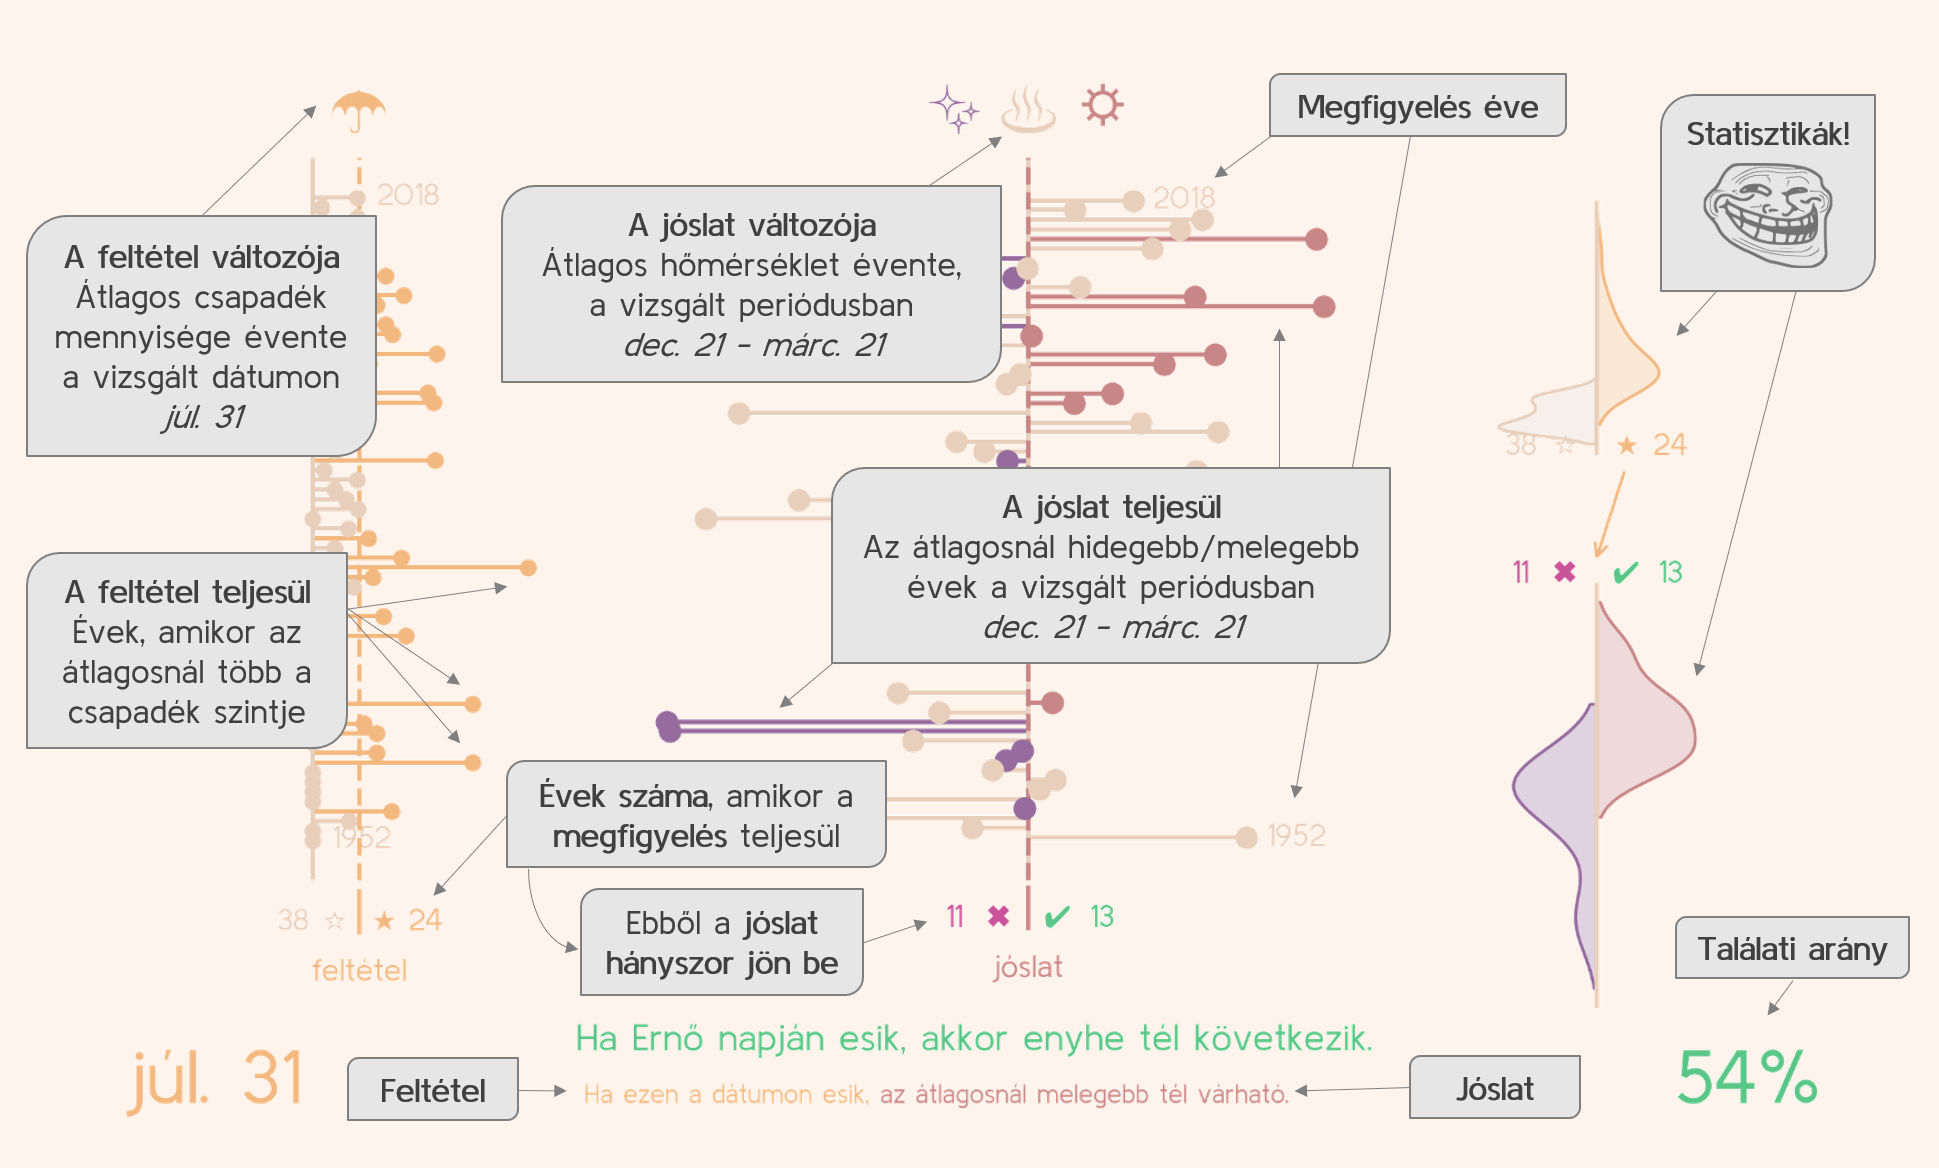 Megfigyelés éve
Statisztikák!
2018
2018
A feltétel változója
Átlagos csapadék
mennyisége évente
a vizsgált dátumon
júl. 31
A jóslat változója
Átlagos hőmérséklet évente,
a vizsgált periódusban
dec. 21 - márc. 21
38 ☆ ★ 24
A jóslat teljesül
Az átlagosnál hidegebb/melegebb
évek a vizsgált periódusban
dec. 21 - márc. 21
11 ✖ ✔ 13
A feltétel teljesül
Évek, amikor az
átlagosnál több a
csapadék szintje
Évek száma, amikor a
megfigyelés teljesül
1952
1952
38 ☆ ★ 24
Ebből a jóslat
hányszor jön be
11 ✖ ✔ 13
feltétel
jóslat
Találati arány
Ha Ernő napján esik, akkor enyhe tél következik.
júl. 31
Feltétel
Ha ezen a dátumon esik, az átlagosnál melegebb tél várható.
Jóslat
54%